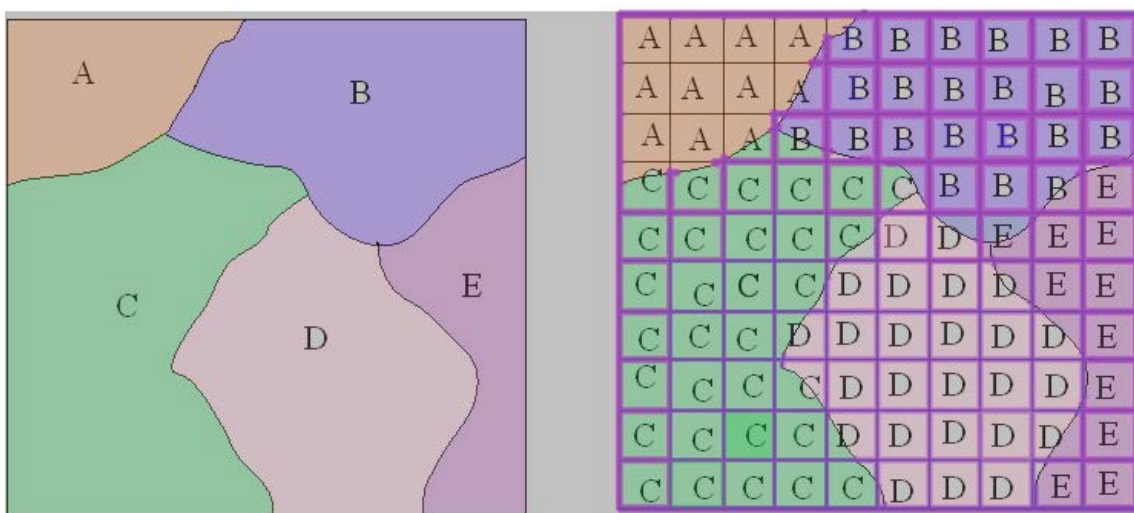 A
B
C
E
D
A A A A B B B B B B
A A A A B B B B B B
A A A B B B B B B B
C C C C C C B B B E
C C C C C D D E E E
C C C C D D D D E E
C C C D D D D D D E
C C C C D D D D D E
C C C C D D D D D E
C C C C C D D D E E